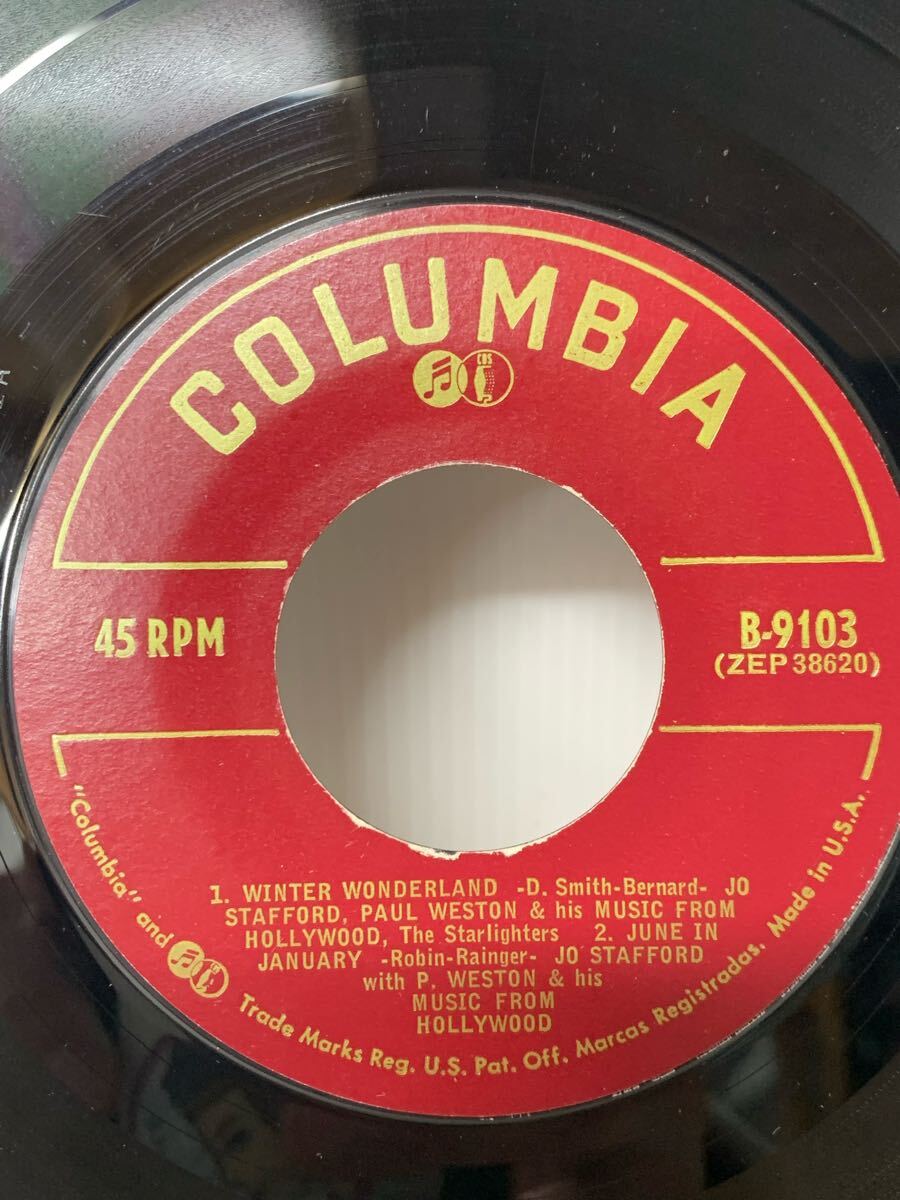 COLUMBIA
CBS
45 RPM
B-9103
(ZEP 38620)
1. WINTER WONDERLAND -D. Smith-Bernard- JO
STAFFORD, PAUL WESTON & his MUSIC FROM
HOLLYWOOD, The Starlighters 2. JUNE IN
JANUARY -Robin-Rainger- JO STAFFORD
with P. WESTON & his
MUSIC FROM
HOLLYWOOD
"Columbia" and Trade Marks Reg. U.S. Pat. Off. Marcas Registradas. Made in U.S.A.